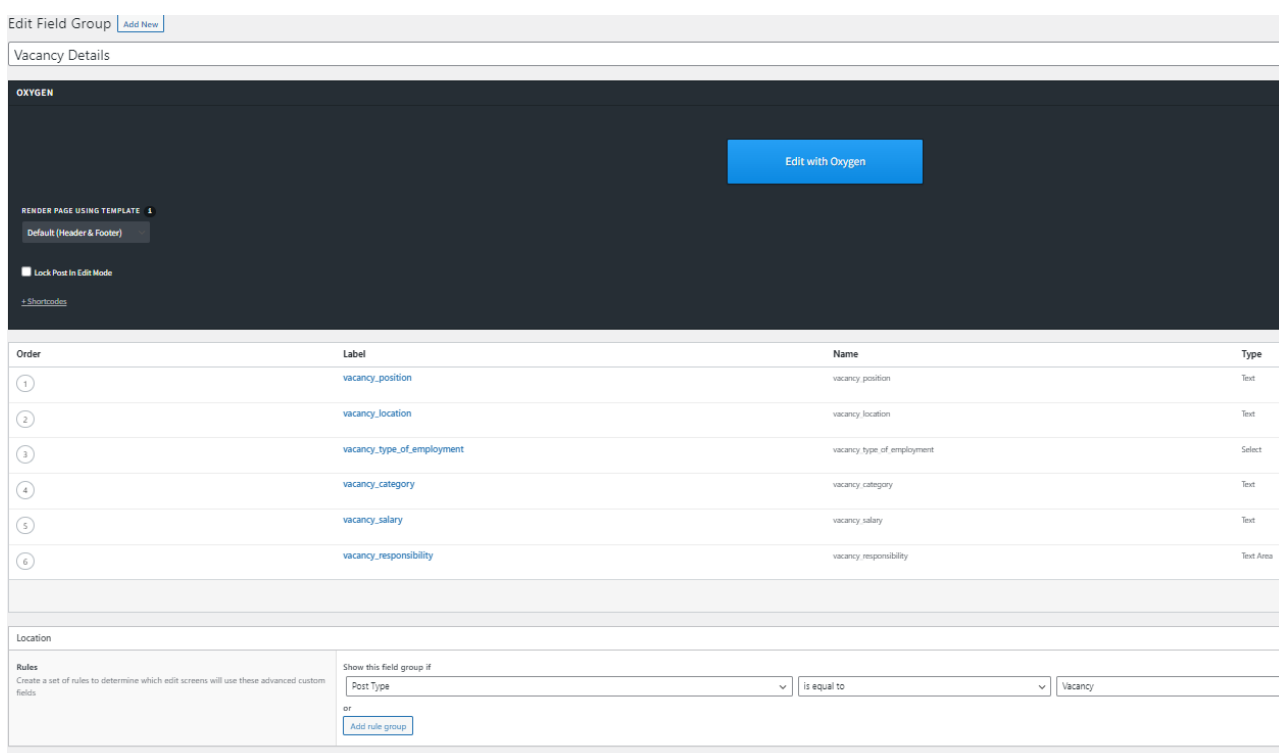 Edit Field Group Add New
Vacancy Details
OXYGEN
Edit with Oxygen
RENDER PAGE USING TEMPLATE i
Default (Header & Footer)
Lock Post In Edit Mode
+ Shortcodes
Order Label Name Type
1 vacancy_position vacancy_position Text
2 vacancy_location vacancy_location Text
3 vacancy_type_of_employment vacancy_type_of_employment Select
4 vacancy_category vacancy_category Text
5 vacancy_salary vacancy_salary Text
6 vacancy_responsibility vacancy_responsibility Text Area
Location
Rules
Create a set of rules to determine which edit screens will use these advanced custom
fields
Show this field group if
Post Type is equal to Vacancy
or
Add rule group